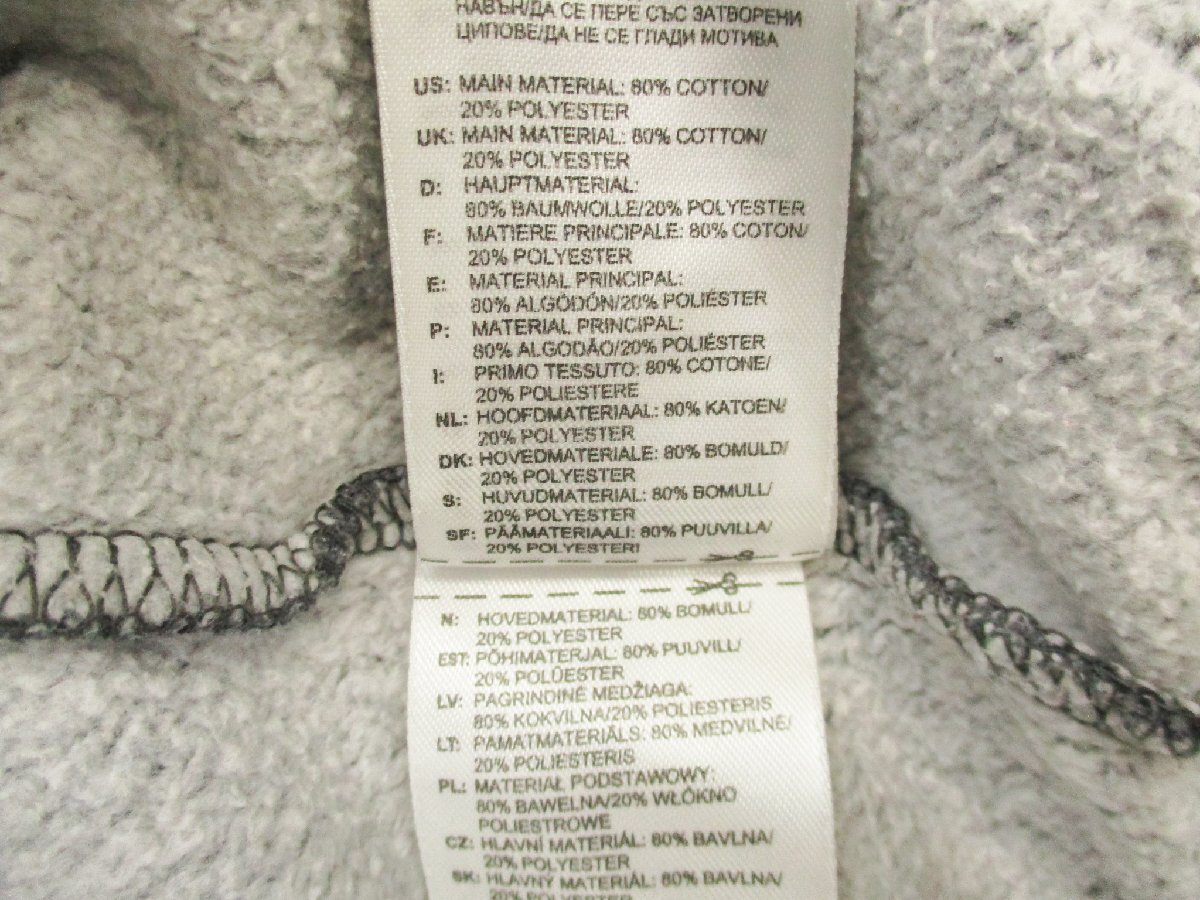 НАВЪН/ДА СЕ ПЕРЕ СЪС ЗАТВОРЕНИ
ЦИПОВЕ/ДА НЕ СЕ ГЛАДИ МОТИВА
US: MAIN MATERIAL: 80% COTTON/
20% POLYESTER
UK: MAIN MATERIAL: 80% COTTON/
20% POLYESTER
D: HAUPTMATERIAL:
80% BAUMWOLLE/20% POLYESTER
F: MATIERE PRINCIPALE: 80% COTON/
20% POLYESTER
E: MATERIAL PRINCIPAL:
80% ALGODÓN/20% POLIÉSTER
P: MATERIAL PRINCIPAL:
80% ALGODÃO/20% POLIÉSTER
I: PRIMO TESSUTO: 80% COTONE/
20% POLIESTERE
NL: HOOFDMATERIAAL: 80% KATOEN/
20% POLYESTER
DK: HOVEDMATERIALE: 80% BOMULD/
20% POLYESTER
S: HUVUDMATERIAL: 80% BOMULL/
20% POLYESTER
SF: PÄÄMATERIAALI: 80% PUUVILLA/
20% POLYESTERI
N: HOVEDMATERIAL: 80% BOMULL/
20% POLYESTER
EST: PÕHIMATERJAL: 80% PUUVILL/
20% POLÜESTER
LV: PAGRINDINĖ MEDŽIAGA:
80% KOKVILNA/20% POLIESTERIS
LT: PAMATMATERIĀLS: 80% MEDVILNĖ/
20% POLIESTERIS
PL: MATERIAŁ PODSTAWOWY:
80% BAWEŁNA/20% WŁÓKNO
POLIESTROWE
CZ: HLAVNÍ MATERIÁL: 80% BAVLNA/
20% POLYESTER
SK: HLAVNÝ MATERIÁL: 80% BAVLNA/
20% POLYESTER